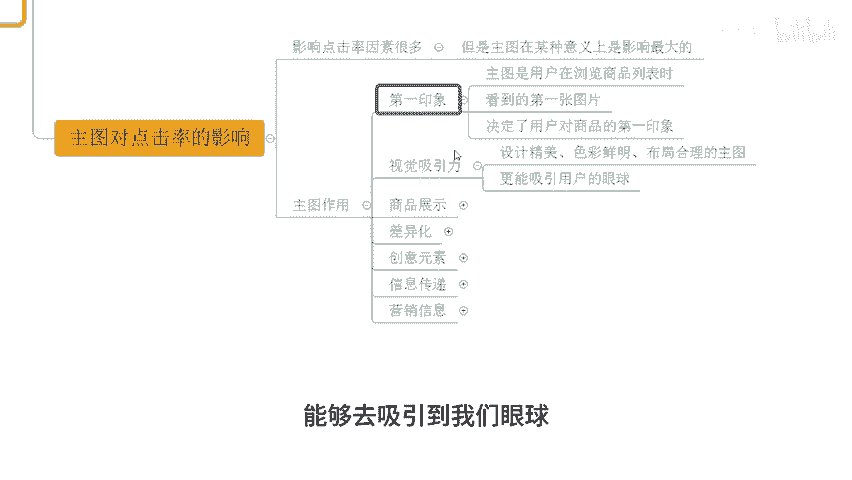 影响点击率因素很多
但是主图在某种意义上是影响最大的
主图是用户在浏览商品列表时
第一印象
看到的第一张图片
决定了用户对商品的第一印象
主图对点击率的影响
设计精美、色彩鲜明、布局合理的主图
视觉吸引力
更能吸引用户的眼球
主图作用
商品展示
差异化
创意元素
信息传递
营销信息
能够去吸引到我们眼球